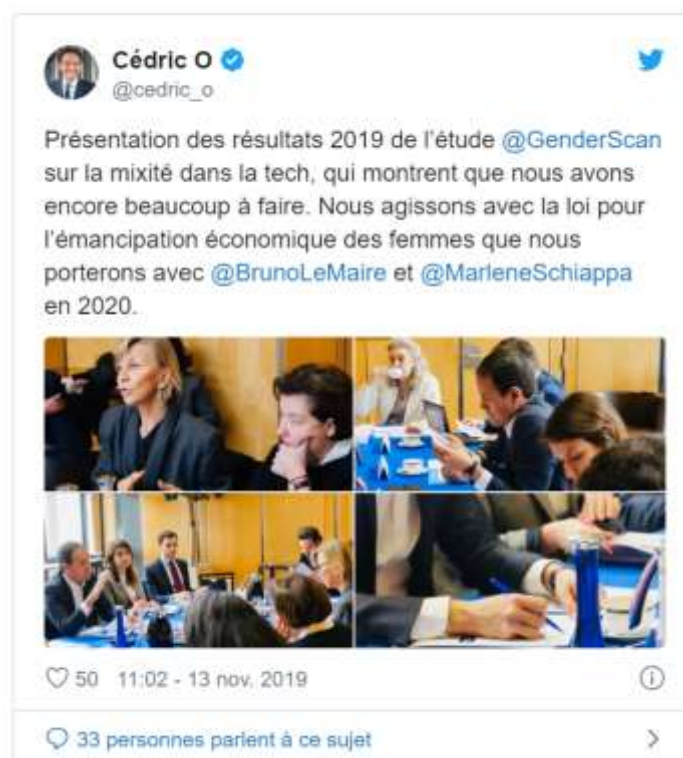 Cédric O
@cedric_o
Présentation des résultats 2019 de l'étude @GenderScan
sur la mixité dans la tech, qui montrent que nous avons
encore beaucoup à faire. Nous agissons avec la loi pour
l'émancipation économique des femmes que nous
porterons avec @BrunoLeMaire et @MarleneSchiappa
en 2020.
50 11:02 - 13 nov. 2019
33 personnes parlent à ce sujet